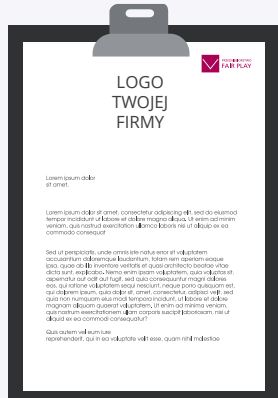 PRZEDSIĘBIORSTWO
FAIR PLAY
LOGO
TWOJEJ
FIRMY
Lorem ipsum dolor
sit amet,
Lorem ipsum dolor sit amet, consectetur adipiscing elit, sed do eiusmod
tempor incididunt ut labore et dolore magna aliqua. Ut enim ad minim
veniam, quis nostrud exercitation ullamco laboris nisi ut aliquip ex ea
commodo consequat
Sed ut perspiciatis, unde omnis iste natus error sit voluptatem
accusantium doloremque laudantium, totam rem aperiam eaque
ipsa, quae ab illo inventore veritatis et quasi architecto beatae vitae
dicta sunt, explicabo. Nemo enim ipsam voluptatem, quia voluptas sit,
aspernatur aut odit aut fugit, sed quia consequuntur magni dolores
eos, qui ratione voluptatem sequi nesciunt, neque porro quisquam est,
qui dolorem ipsum, quia dolor sit, amet, consectetur, adipisci velit, sed
quia non numquam eius modi tempora incidunt, ut labore et dolore
magnam aliquam quaerat voluptatem. Ut enim ad minima veniam,
quis nostrum exercitationem ullam corporis suscipit laboriosam, nisi ut
aliquid ex ea commodi consequatur?
Quis autem vel eum iure
reprehenderit, qui in ea voluptate velit esse, quam nihil molestiae